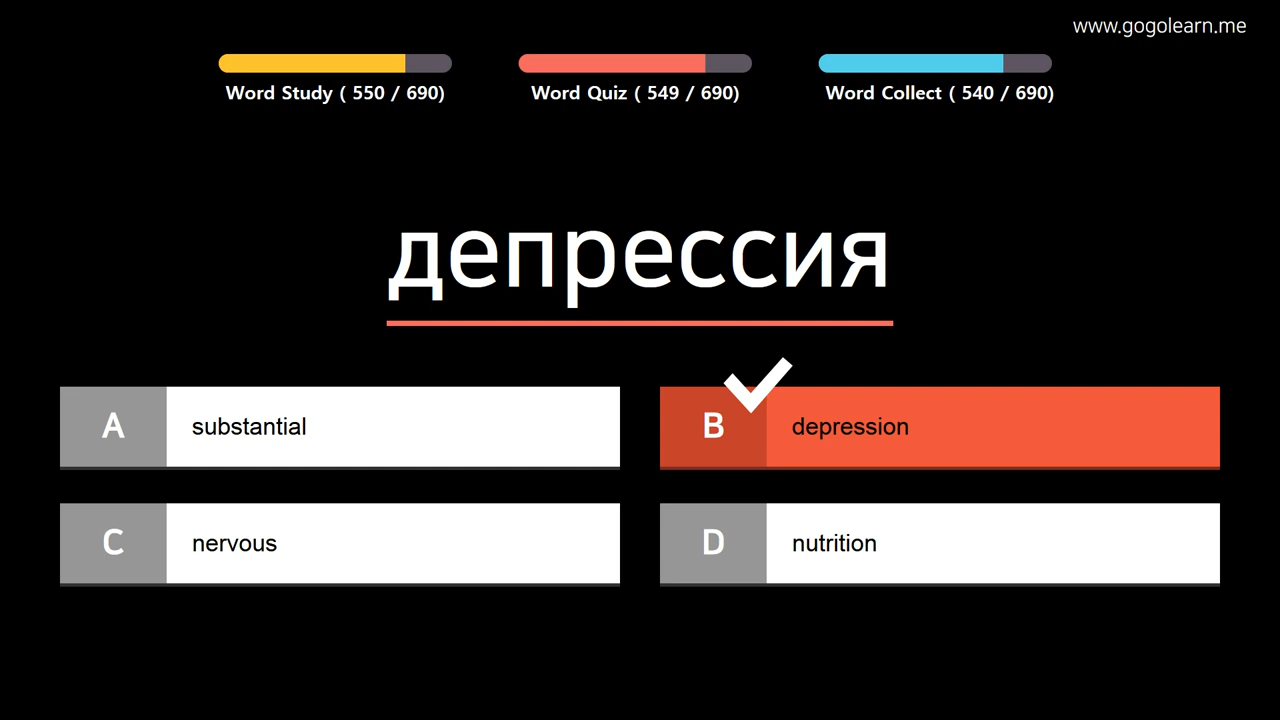 www.gogolearn.me
Word Study ( 550 / 690)
Word Quiz ( 549 / 690)
Word Collect ( 540 / 690)
депрессия
A substantial
B depression
C nervous
D nutrition